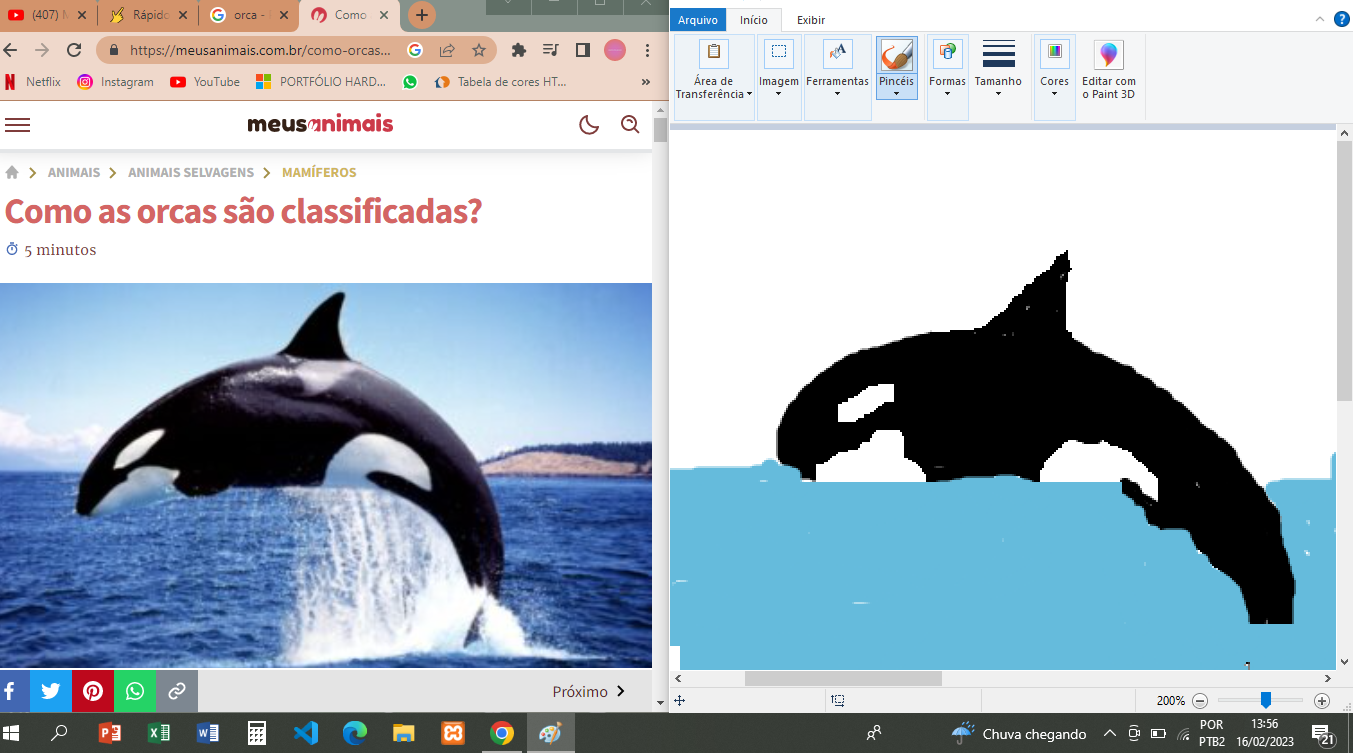 (407) M
Rápido
orca -
Como
https://meusanimais.com.br/como-orcas...
Netflix
Instagram
YouTube
PORTFÓLIO HARD...
Tabela de cores HT...
»
meusanimais
ANIMAIS
ANIMAIS SELVAGENS
MAMÍFEROS
Como as orcas são classificadas?
5 minutos
Próximo
Arquivo
Início
Exibir
Área de
Transferência
Imagem
Ferramentas
Pincéis
Formas
Tamanho
Cores
Editar com
o Paint 3D
200%
Chuva chegando
POR
PTB2
13:56
16/02/2023
21